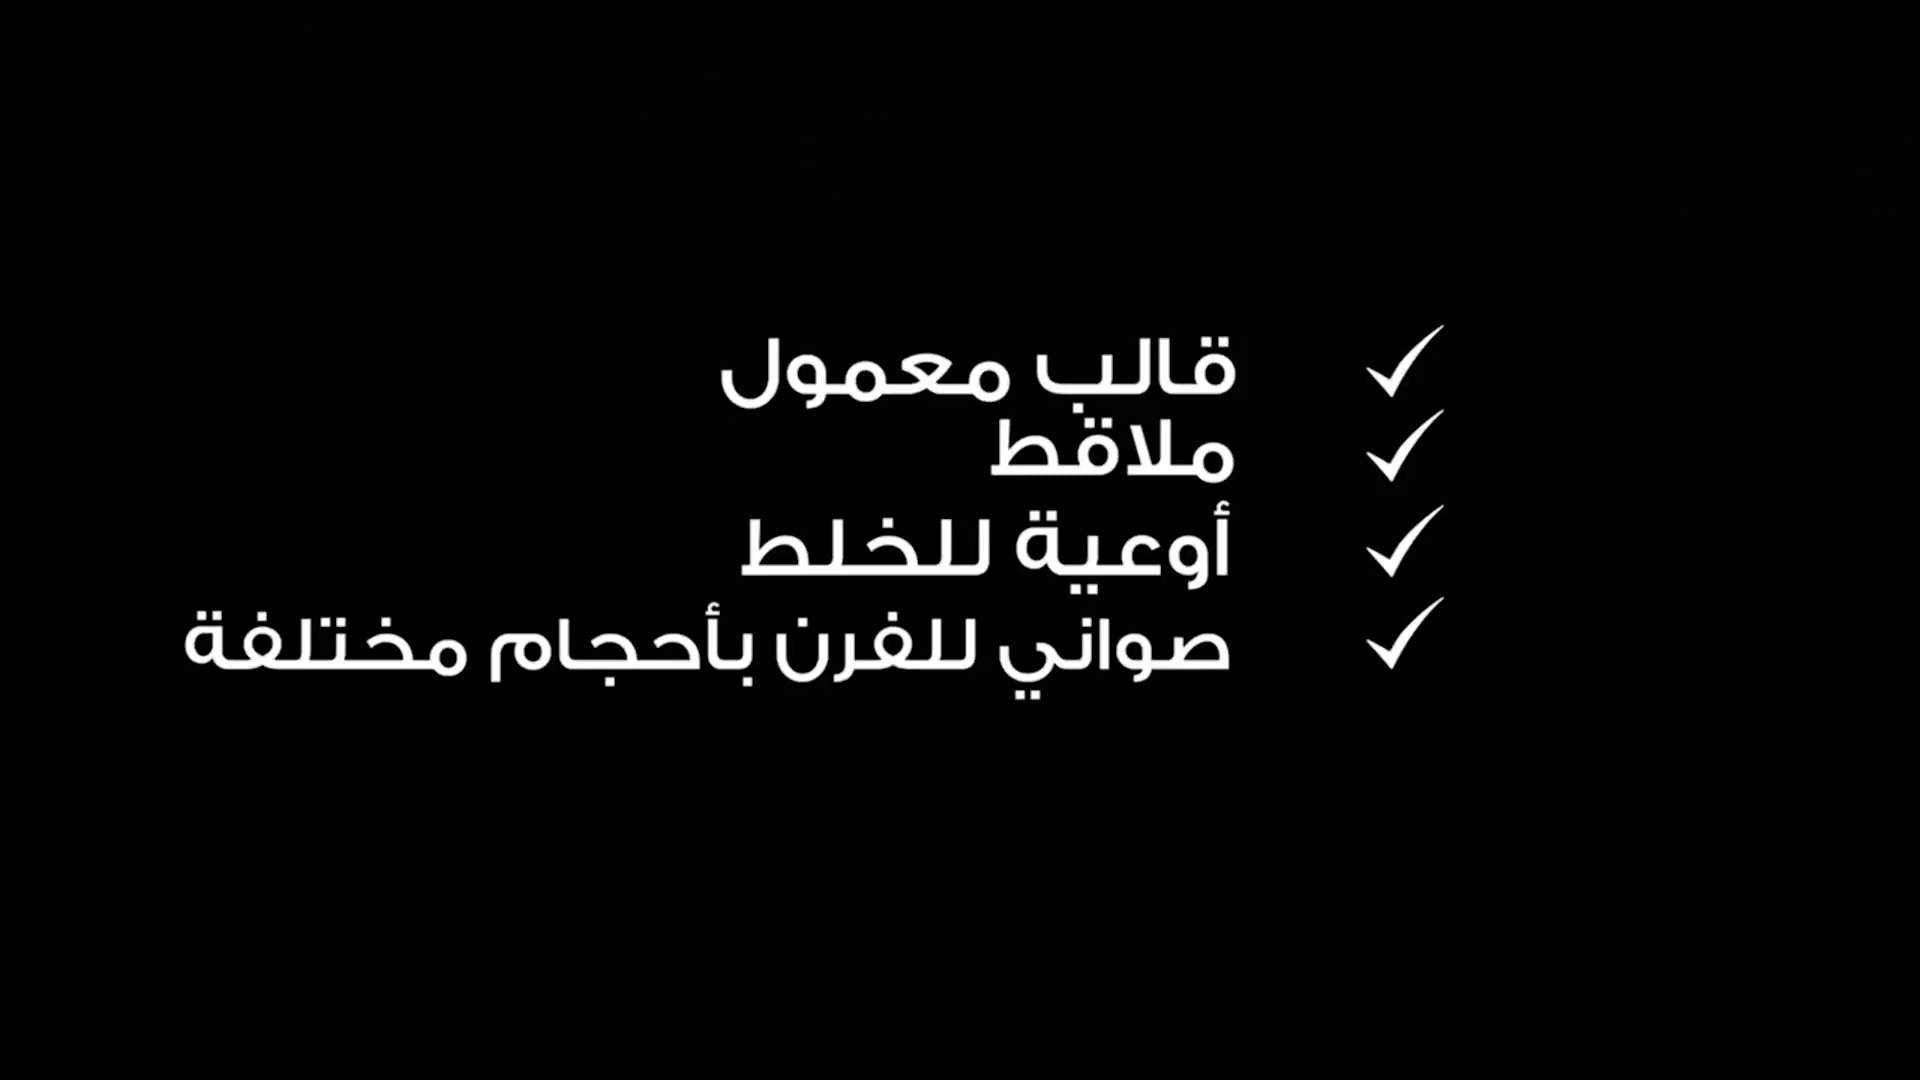 قالب معمول
ملاقط
أوعية للخلط
صواني للفرن بأحجام مختلفة